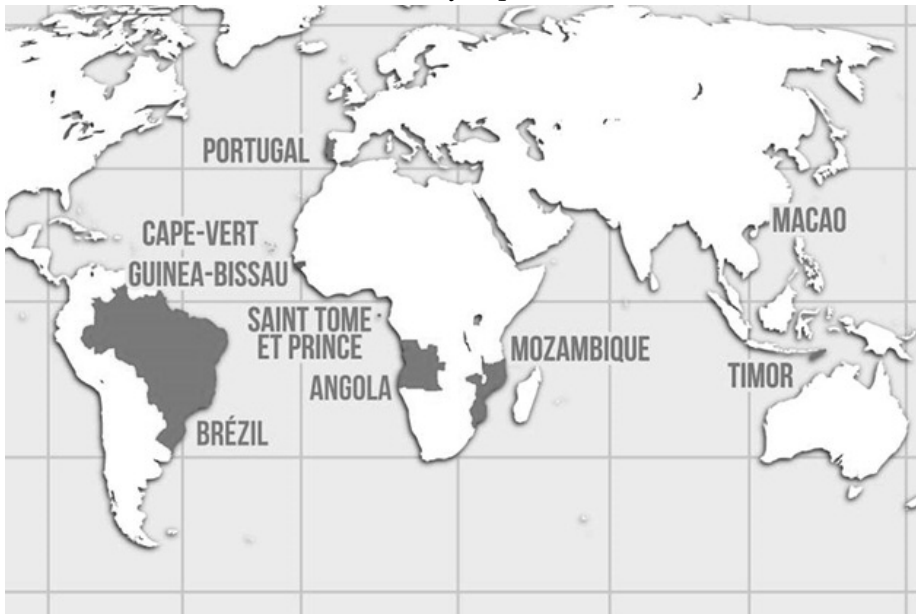 PORTUGAL
MACAO
CAPE-VERT
GUINEA-BISSAU
SAINT TOME
ET PRINCE
MOZAMBIQUE
ANGOLA
TIMOR
BRÉZIL